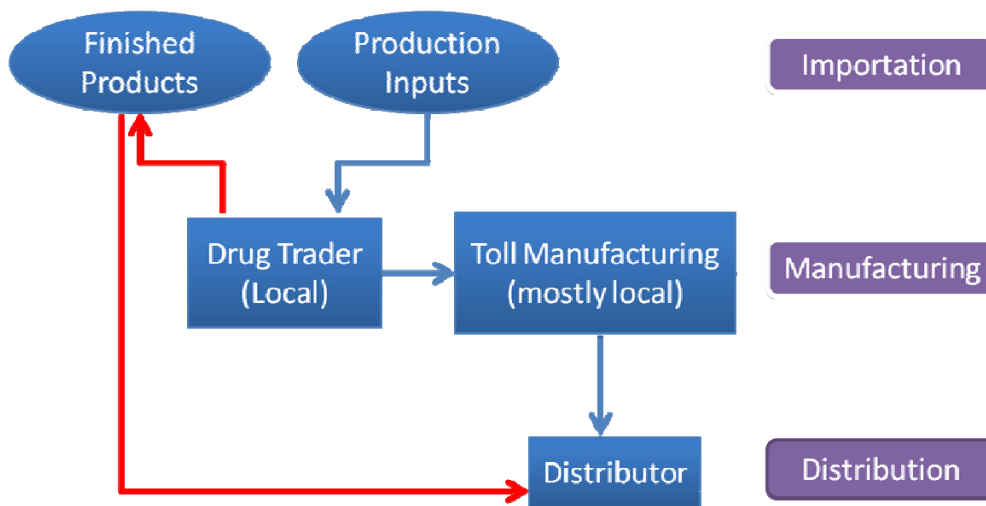 Finished
Products
Production
Inputs
Importation
Drug Trader
(Local)
Toll Manufacturing
(mostly local)
Manufacturing
Distributor
Distribution